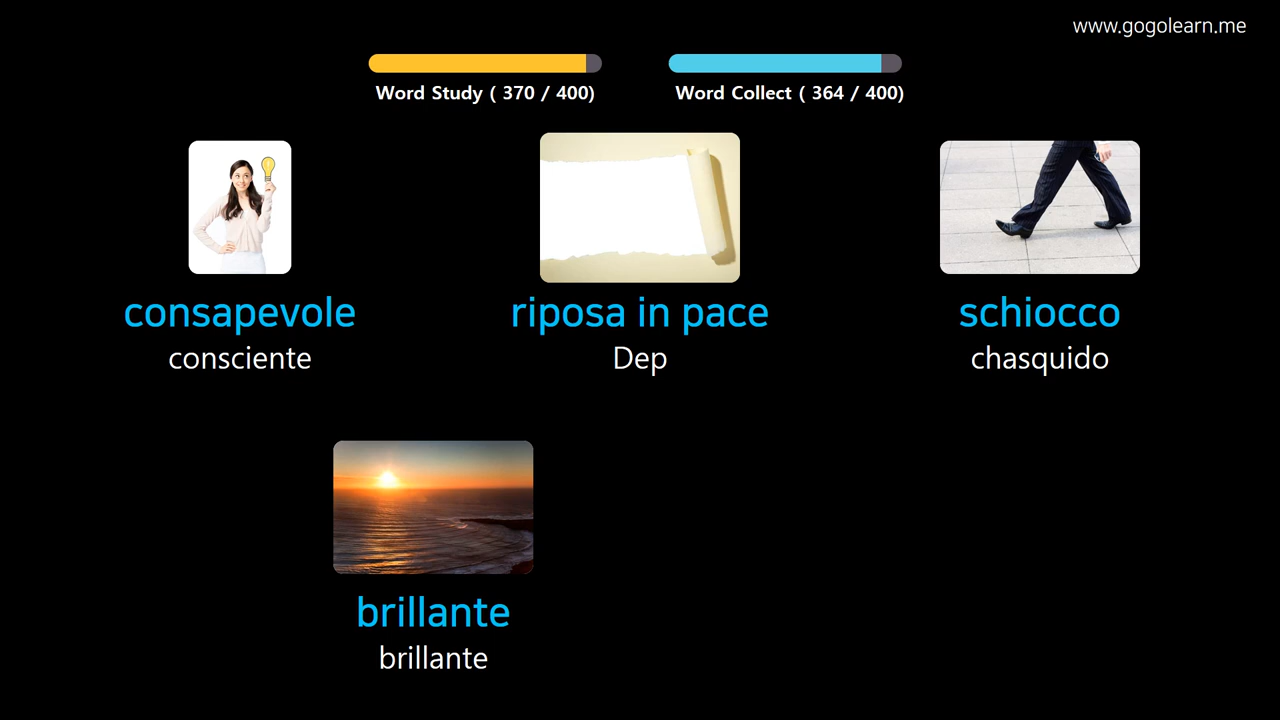 www.gogolearn.me
Word Study ( 370 / 400)
Word Collect ( 364 / 400)
consapevole
consciente
riposa in pace
Dep
schiocco
chasquido
brillante
brillante